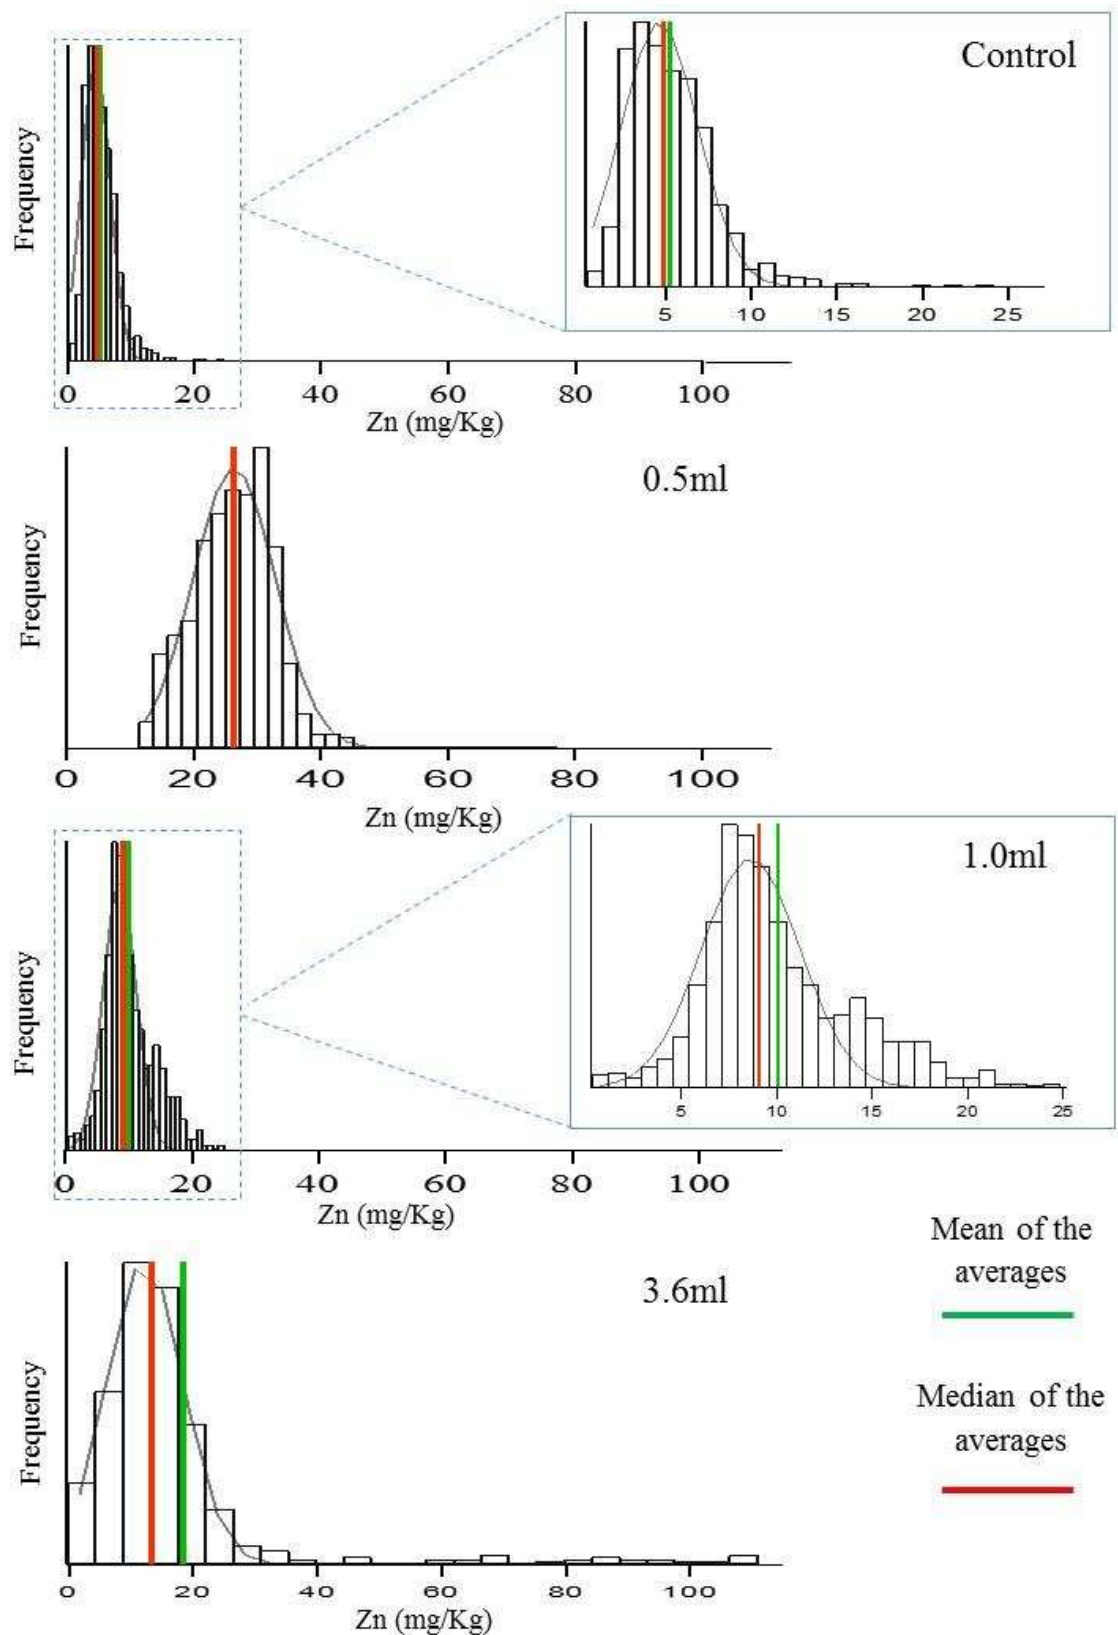 Control
Frequency
5 10 15 20 25
0 20 40 60 80 100
Zn (mg/Kg)
0.5ml
Frequency
0 20 40 60 80 100
Zn (mg/Kg)
1.0ml
Frequency
5 10 15 20 25
0 20 40 60 80 100
Zn (mg/Kg)
Mean of the
averages
3.6ml
Frequency
Median of the
averages
0 20 40 60 80 100
Zn (mg/Kg)